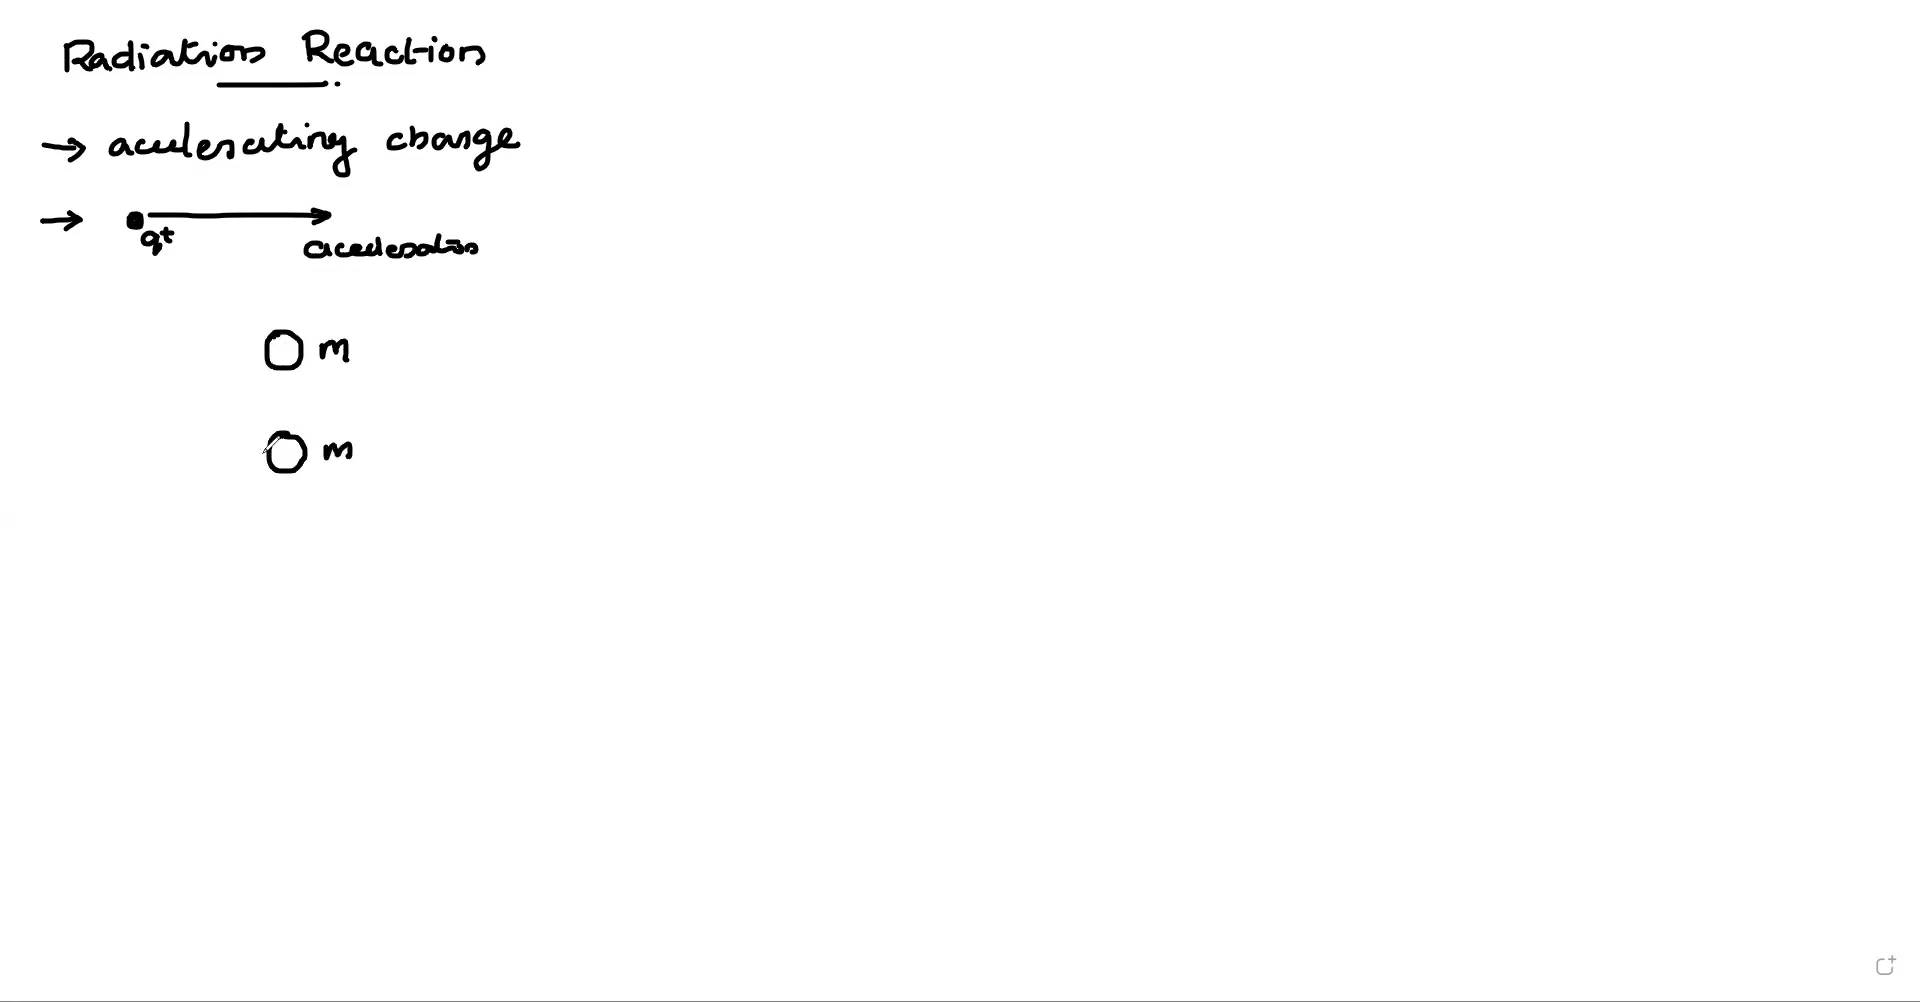 Radiation Reaction
→ accelerating charge
→ q+
acceleration
m
m